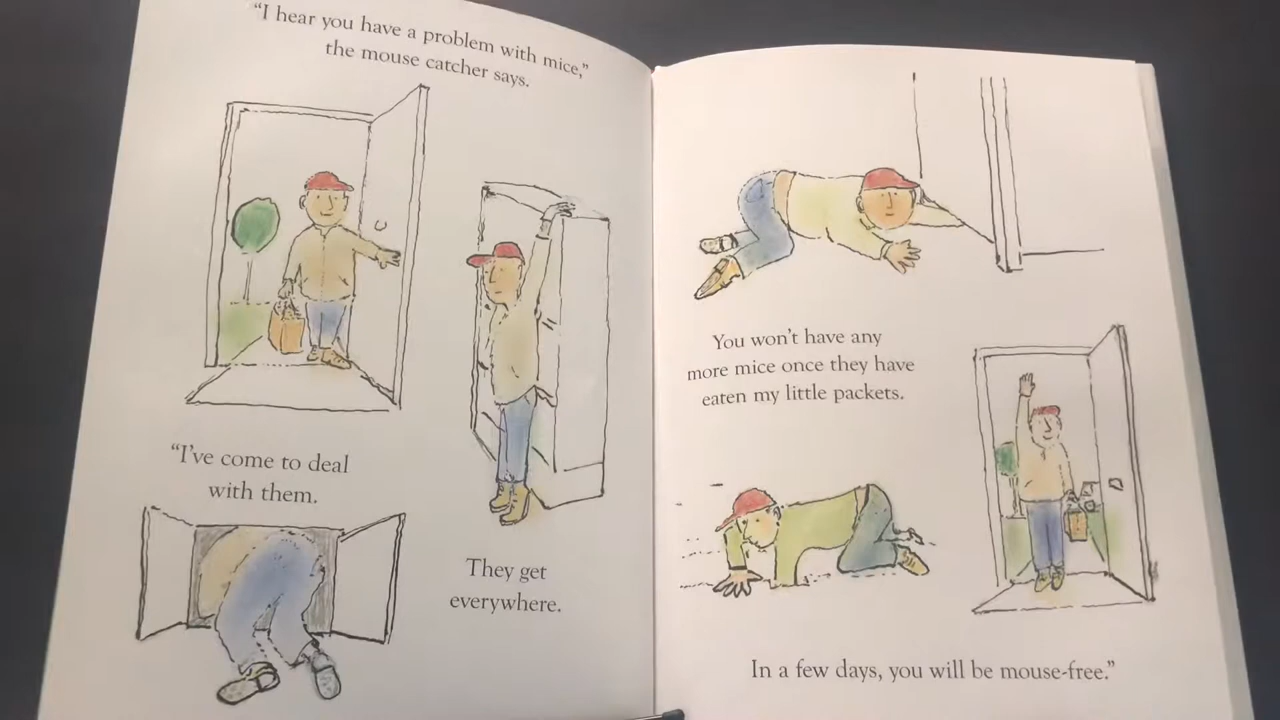 “I hear you have a problem with mice,”
the mouse catcher says.
“I’ve come to deal
with them.
They get
everywhere.
You won’t have any
more mice once they have
eaten my little packets.
In a few days, you will be mouse-free.”